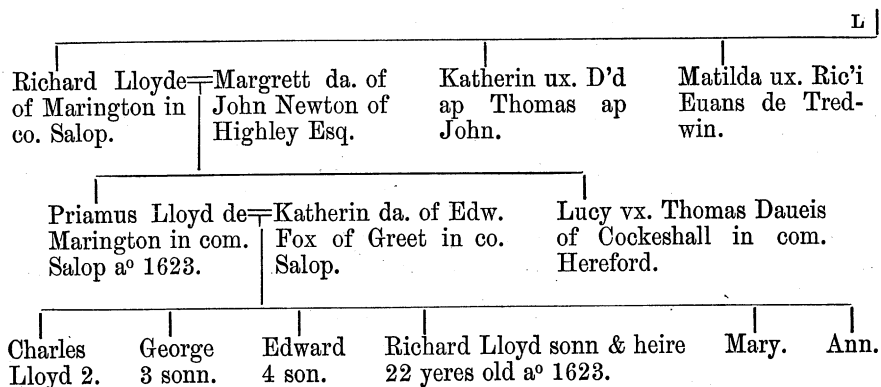 L
Richard Lloyde
of Marington in
co. Salop.
Margrett da. of
John Newton of
Highley Esq.
Katherin ux. D'd
ap Thomas ap
John.
Matilda ux. Ric'i
Euans de Tred-
win.
Priamus Lloyd de
Marington in com.
Salop aº 1623.
Katherin da. of Edw.
Fox of Greet in co.
Salop.
Lucy vx. Thomas Daueis
of Cockeshall in com.
Hereford.
Charles
Lloyd 2.
George
3 sonn.
Edward
4 son.
Richard Lloyd sonn & heire
22 yeres old aº 1623.
Mary.
Ann.